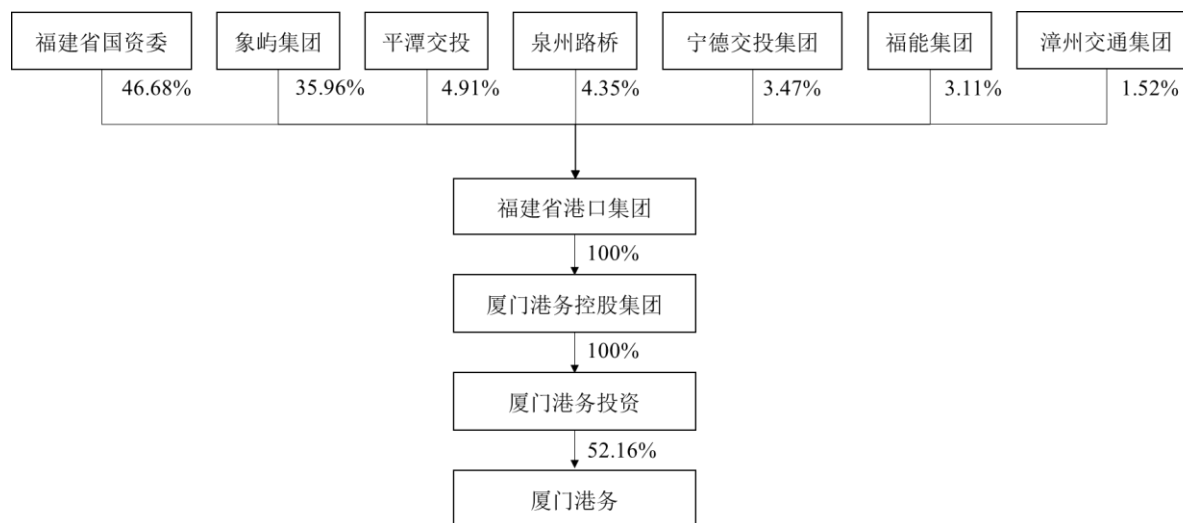 福建省国资委
象屿集团
平潭交投
泉州路桥
宁德交投集团
福能集团
漳州交通集团
46.68%
35.96%
4.91%
4.35%
3.47%
3.11%
1.52%
福建省港口集团
100%
厦门港务控股集团
100%
厦门港务投资
52.16%
厦门港务